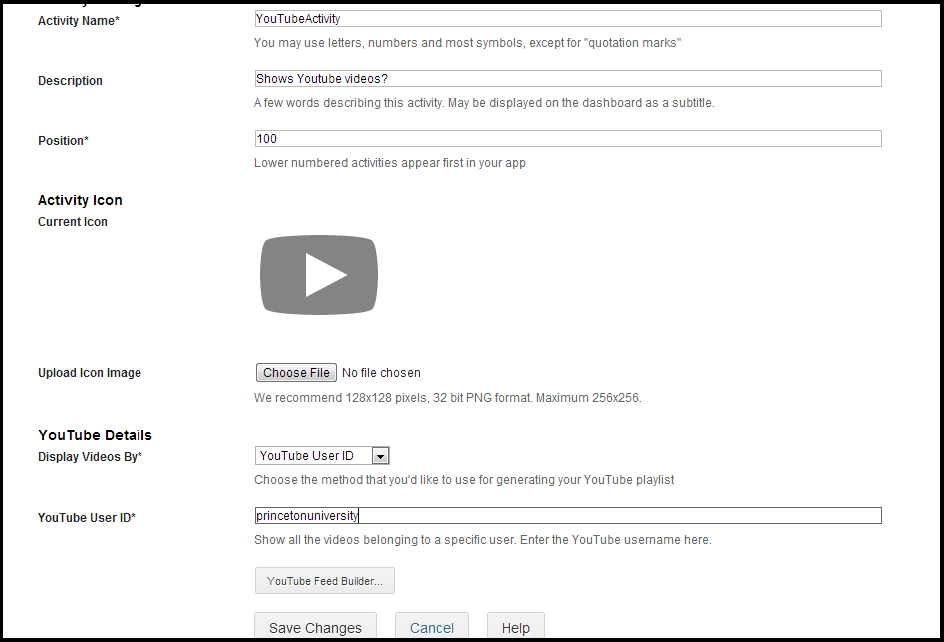 Activity Name*
YouTubeActivity
You may use letters, numbers and most symbols, except for "quotation marks"
Description
Shows Youtube videos?
A few words describing this activity. May be displayed on the dashboard as a subtitle.
Position*
100
Lower numbered activities appear first in your app
Activity Icon
Current Icon
Upload Icon Image
Choose File No file chosen
We recommend 128x128 pixels, 32 bit PNG format. Maximum 256x256.
YouTube Details
Display Videos By*
YouTube User ID
Choose the method that you'd like to use for generating your YouTube playlist
YouTube User ID*
princetonuniversity
Show all the videos belonging to a specific user. Enter the YouTube username here.
YouTube Feed Builder...
Save Changes Cancel Help